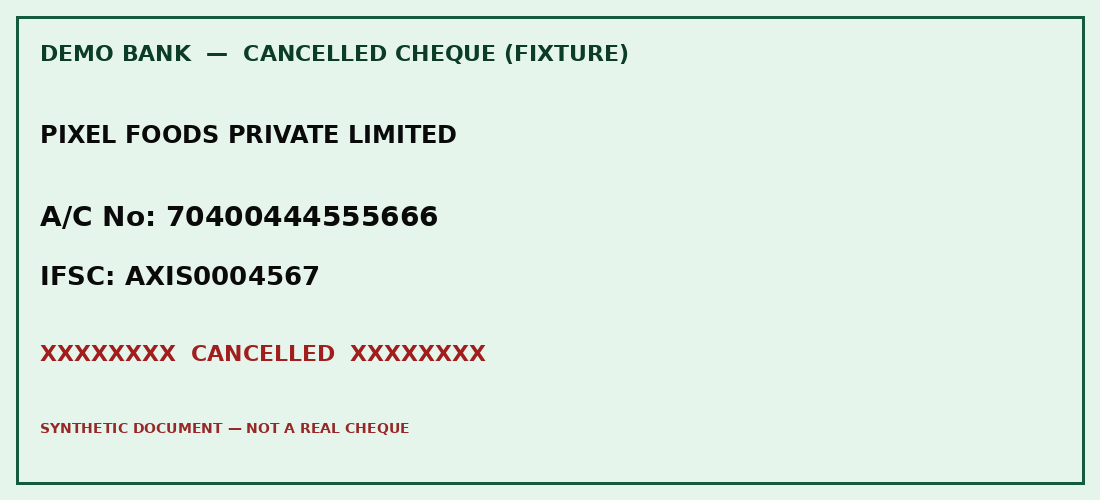 DEMO BANK — CANCELLED CHEQUE (FIXTURE)
PIXEL FOODS PRIVATE LIMITED
A/C No: 70400444555666
IFSC: AXIS0004567
XXXXXXXX CANCELLED XXXXXXXX
SYNTHETIC DOCUMENT — NOT A REAL CHEQUE